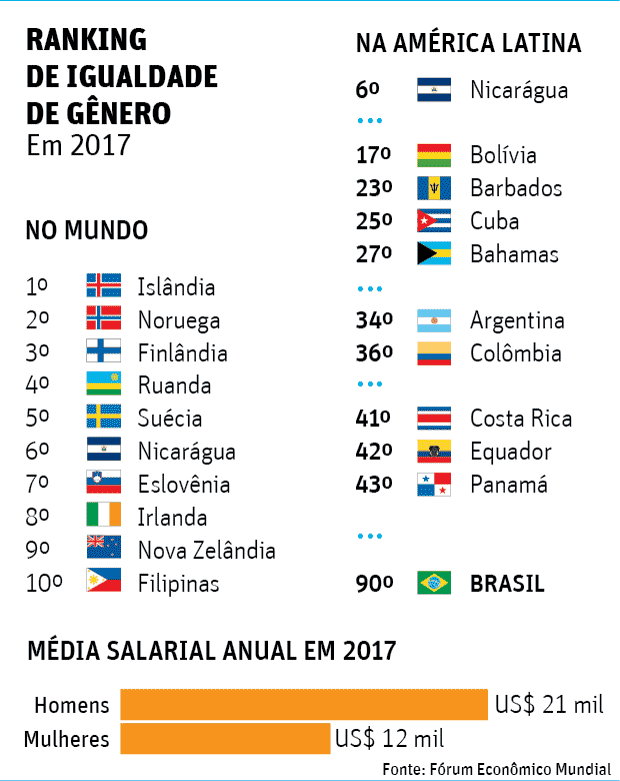 RANKING
DE IGUALDADE
DE GÊNERO
Em 2017
NO MUNDO
1º Islândia
2º Noruega
3º Finlândia
4º Ruanda
5º Suécia
6º Nicarágua
7º Eslovênia
8º Irlanda
9º Nova Zelândia
10º Filipinas
NA AMÉRICA LATINA
6º Nicarágua
...
17º Bolívia
23º Barbados
25º Cuba
27º Bahamas
...
34º Argentina
36º Colômbia
...
41º Costa Rica
42º Equador
43º Panamá
...
90º BRASIL
MÉDIA SALARIAL ANUAL EM 2017
Homens US$ 21 mil
Mulheres US$ 12 mil
Fonte: Fórum Econômico Mundial